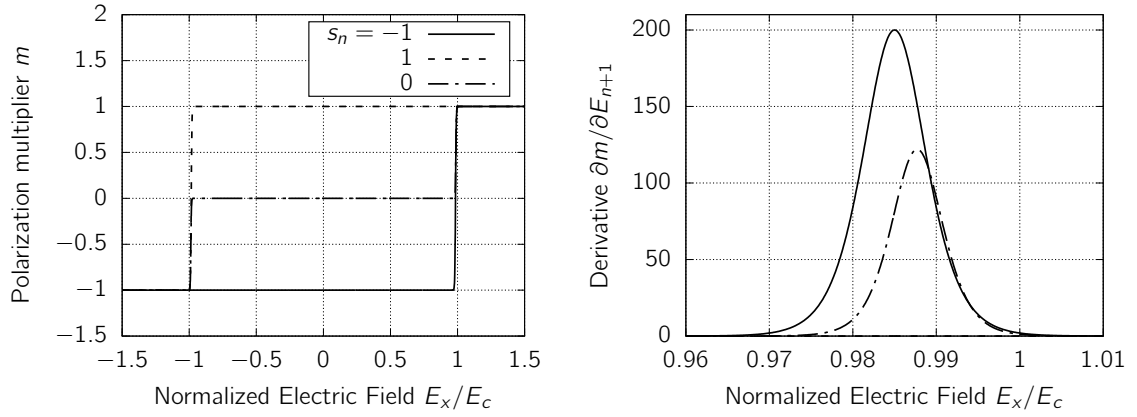 2
1.5
1
0.5
0
−0.5
−1
−1.5
Polarization multiplier m
s_n = −1
1
0
−1.5 −1 −0.5 0 0.5 1 1.5
Normalized Electric Field E_x/E_c
200
150
100
50
0
Derivative ∂m/∂E_{n+1}
0.96 0.97 0.98 0.99 1 1.01
Normalized Electric Field E_x/E_c